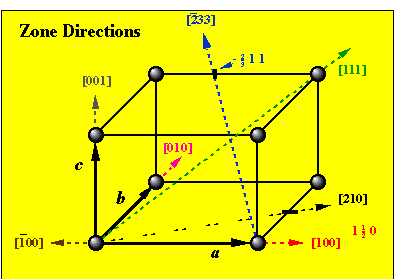 [2̄33]
Zone Directions
- 2/3 1 1
[001]
[111]
[010]
c
b
[210]
[1̄00]
a
[100]
1 ½ 0